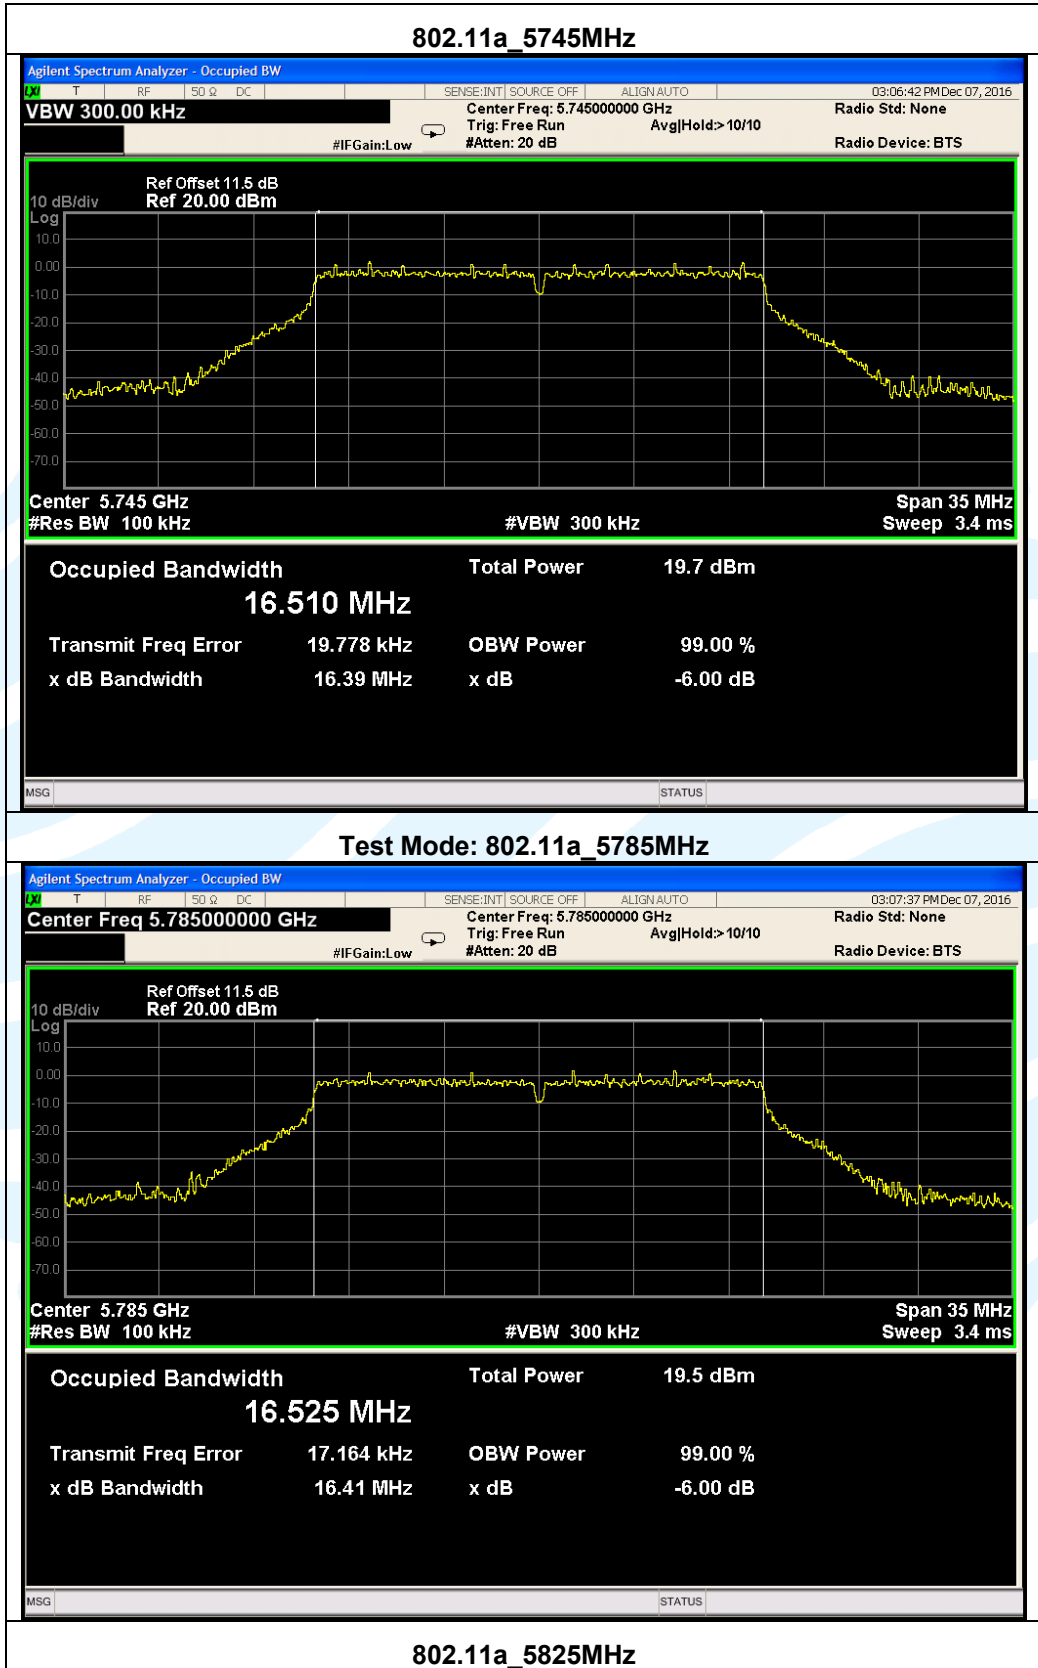 802.11a_5745MHz
Agilent Spectrum Analyzer - Occupied BW
LXI T RF 50 Ω DC SENSE:INT SOURCE OFF ALIGN AUTO 03:06:42 PM Dec 07, 2016
VBW 300.00 kHz
Center Freq: 5.745000000 GHz
Radio Std: None
Trig: Free Run Avg|Hold:> 10/10
#IFGain:Low #Atten: 20 dB
Radio Device: BTS
Ref Offset 11.5 dB
10 dB/div Ref 20.00 dBm
Log
10.0
0.00
-10.0
-20.0
-30.0
-40.0
-50.0
-60.0
-70.0
Center 5.745 GHz Span 35 MHz
#Res BW 100 kHz #VBW 300 kHz Sweep 3.4 ms
Occupied Bandwidth Total Power 19.7 dBm
16.510 MHz
Transmit Freq Error 19.778 kHz OBW Power 99.00 %
x dB Bandwidth 16.39 MHz x dB -6.00 dB
MSG STATUS
Test Mode: 802.11a_5785MHz
Agilent Spectrum Analyzer - Occupied BW
LXI T RF 50 Ω DC SENSE:INT SOURCE OFF ALIGN AUTO 03:07:37 PM Dec 07, 2016
Center Freq 5.785000000 GHz
Center Freq: 5.785000000 GHz
Radio Std: None
Trig: Free Run Avg|Hold:> 10/10
#IFGain:Low #Atten: 20 dB
Radio Device: BTS
Ref Offset 11.5 dB
10 dB/div Ref 20.00 dBm
Log
10.0
0.00
-10.0
-20.0
-30.0
-40.0
-50.0
-60.0
-70.0
Center 5.785 GHz Span 35 MHz
#Res BW 100 kHz #VBW 300 kHz Sweep 3.4 ms
Occupied Bandwidth Total Power 19.5 dBm
16.525 MHz
Transmit Freq Error 17.164 kHz OBW Power 99.00 %
x dB Bandwidth 16.41 MHz x dB -6.00 dB
MSG STATUS
802.11a_5825MHz